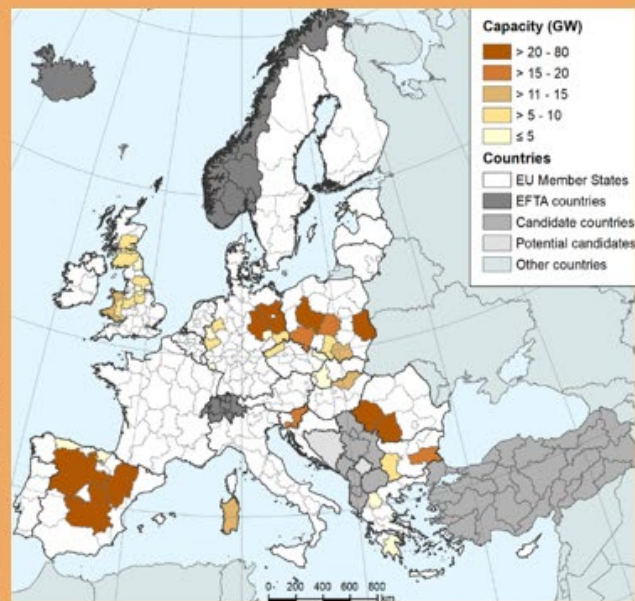 Capacity (GW)
> 20 - 80
> 15 - 20
> 11 - 15
> 5 - 10
≤ 5
Countries
EU Member States
EFTA countries
Candidate countries
Potential candidates
Other countries
0 200 400 600 800
km